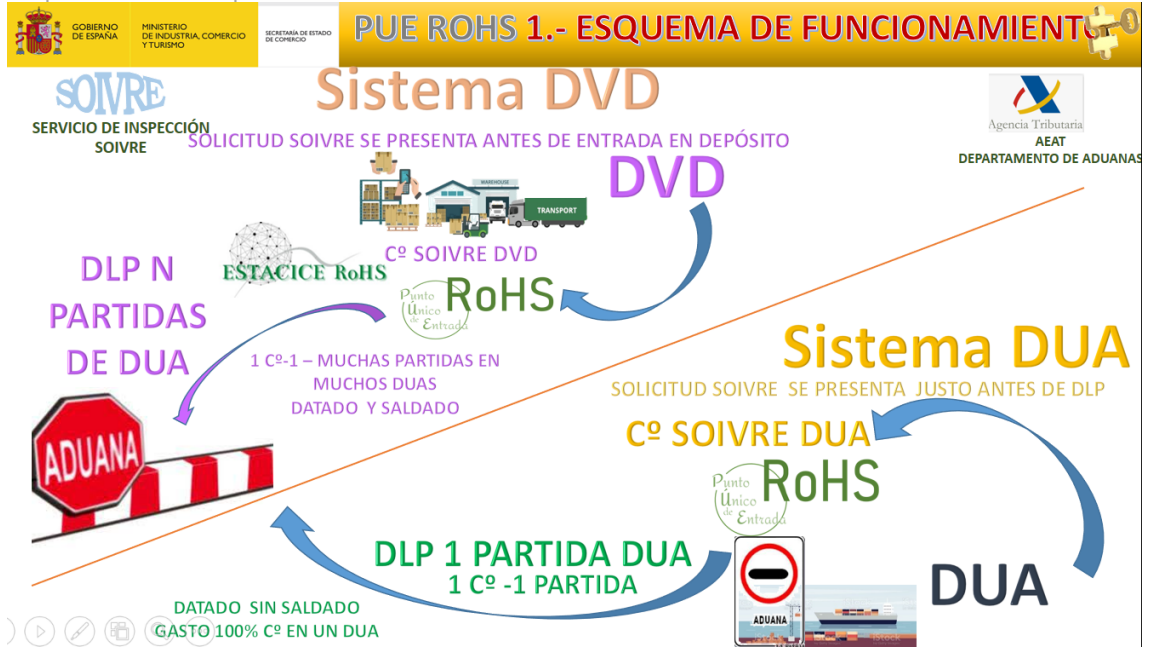 GOBIERNO
DE ESPAÑA
MINISTERIO
DE INDUSTRIA, COMERCIO
Y TURISMO
SECRETARÍA DE ESTADO
DE COMERCIO
PUE ROHS 1.- ESQUEMA DE FUNCIONAMIENTO
SOIVRE
SERVICIO DE INSPECCIÓN
SOIVRE
Sistema DVD
SOLICITUD SOIVRE SE PRESENTA ANTES DE ENTRADA EN DEPÓSITO
DVD
Agencia Tributaria
AEAT
DEPARTAMENTO DE ADUANAS
WAREHOUSE
TRANSPORT
Cº SOIVRE DVD
ESTACICE RoHS
Punto
Único
de Entrada
RoHS
DLP N
PARTIDAS
DE DUA
1 Cº-1 – MUCHAS PARTIDAS EN
MUCHOS DUAS
DATADO Y SALDADO
ADUANA
Sistema DUA
SOLICITUD SOIVRE SE PRESENTA JUSTO ANTES DE DLP
Cº SOIVRE DUA
Punto
Único
de Entrada
RoHS
DLP 1 PARTIDA DUA
1 Cº -1 PARTIDA
DUA
ADUANA
iStock
DATADO SIN SALDADO
GASTO 100% Cº EN UN DUA